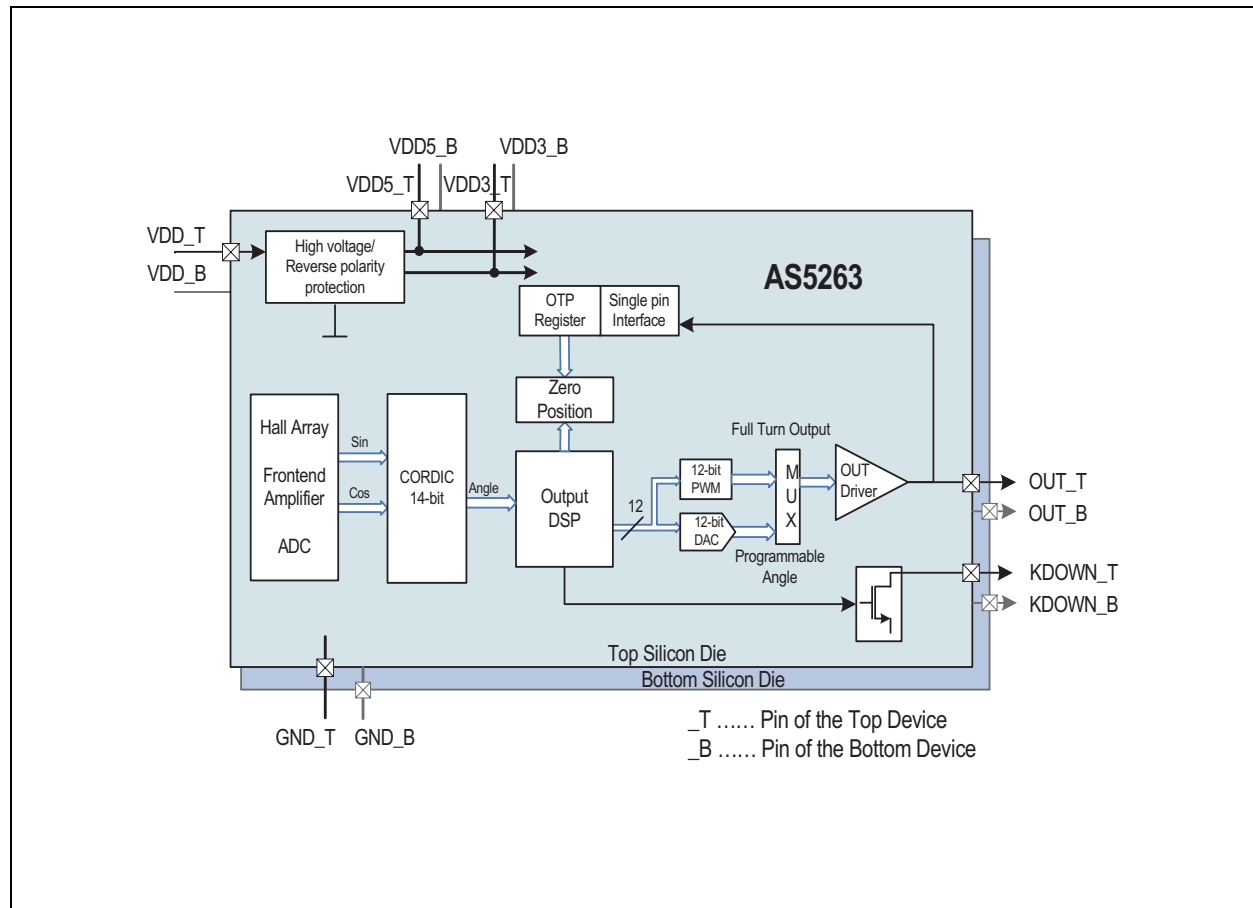 VDD5_B
VDD3_B
VDD5_T
VDD3_T
VDD_T
VDD_B
High voltage/
Reverse polarity
protection
AS5263
OTP
Register
Single pin
Interface
Zero
Position
Hall Array
Frontend
Amplifier
ADC
Sin
Cos
CORDIC
14-bit
Angle
Output
DSP
12
Full Turn Output
12-bit
PWM
12-bit
DAC
M
U
X
Programmable
Angle
OUT
Driver
OUT_T
OUT_B
KDOWN_T
KDOWN_B
Top Silicon Die
Bottom Silicon Die
GND_T
GND_B
_T …… Pin of the Top Device
_B …… Pin of the Bottom Device